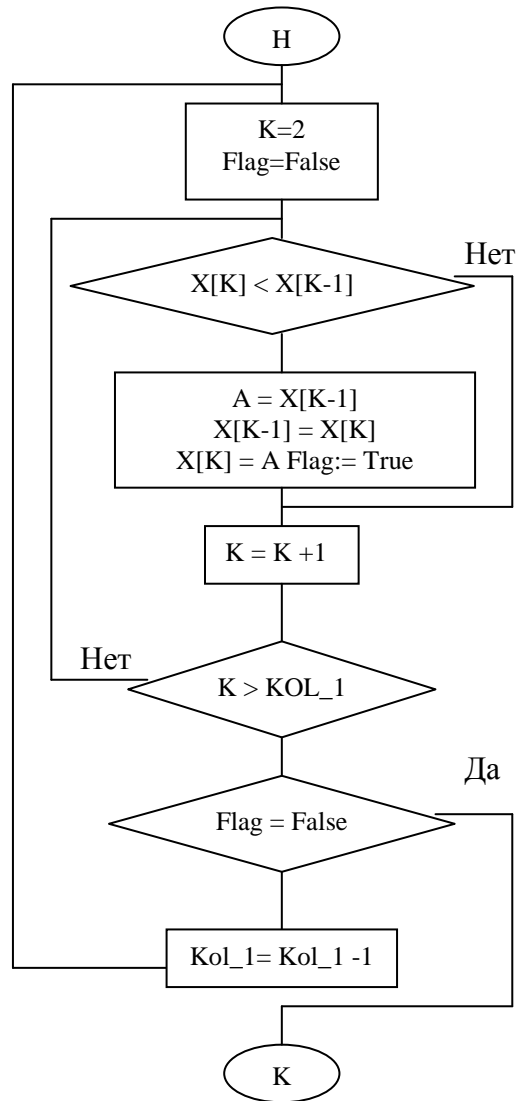 Н
K=2
Flag=False
X[K] < X[K-1]
Нет
A = X[K-1]
X[K-1] = X[K]
X[K] = A Flag:= True
K = K +1
Нет
K > KOL_1
Да
Flag = False
Kol_1= Kol_1 -1
К